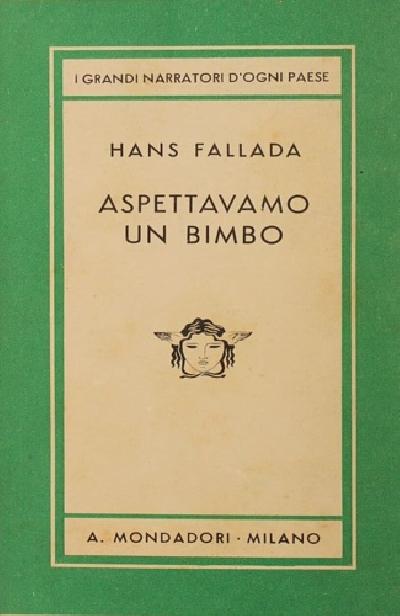 I GRANDI NARRATORI D'OGNI PAESE
HANS FALLADA
ASPETTAVAMO
UN BIMBO
A. MONDADORI - MILANO